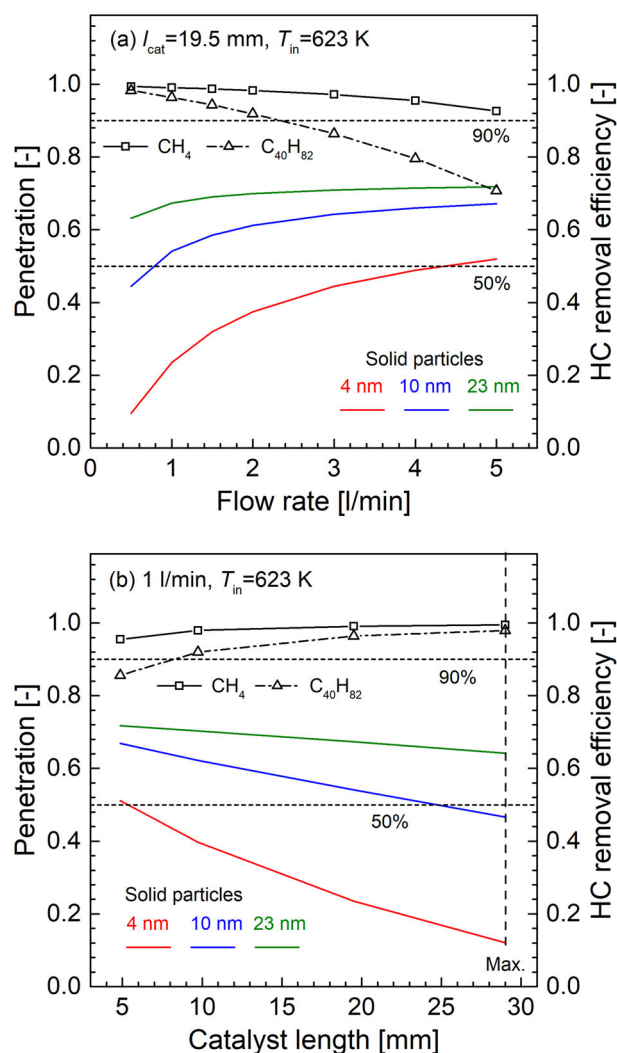 (a) lcat=19.5 mm, Tin=623 K
1.0
0.8
0.6
0.4
0.2
0.0
Penetration [-]
1.0
0.8
0.6
0.4
0.2
0.0
HC removal efficiency [-]
90%
CH4 C40H82
50%
Solid particles
4 nm 10 nm 23 nm
0 1 2 3 4 5
Flow rate [l/min]
(b) 1 l/min, Tin=623 K
1.0
0.8
0.6
0.4
0.2
0.0
Penetration [-]
1.0
0.8
0.6
0.4
0.2
0.0
HC removal efficiency [-]
90%
CH4 C40H82
50%
Solid particles
4 nm 10 nm 23 nm
Max.
5 10 15 20 25 30
Catalyst length [mm]